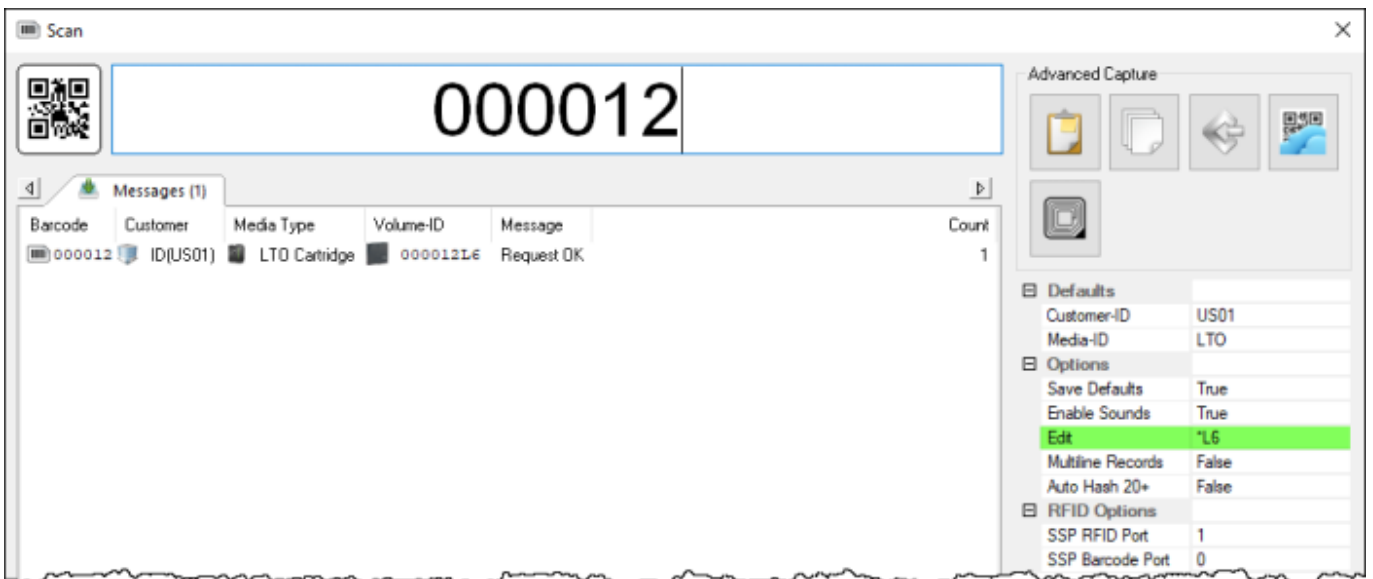 Scan
000012
Advanced Capture
Messages (1)
Barcode Customer Media Type Volume-ID Message Count
000012 ID(US01) LTO Cartridge 000012L6 Request OK 1
Defaults
Customer-ID US01
Media-ID LTO
Options
Save Defaults True
Enable Sounds True
Edit *L6
Multiline Records False
Auto Hash 20+ False
RFID Options
SSP RFID Port 1
SSP Barcode Port 0